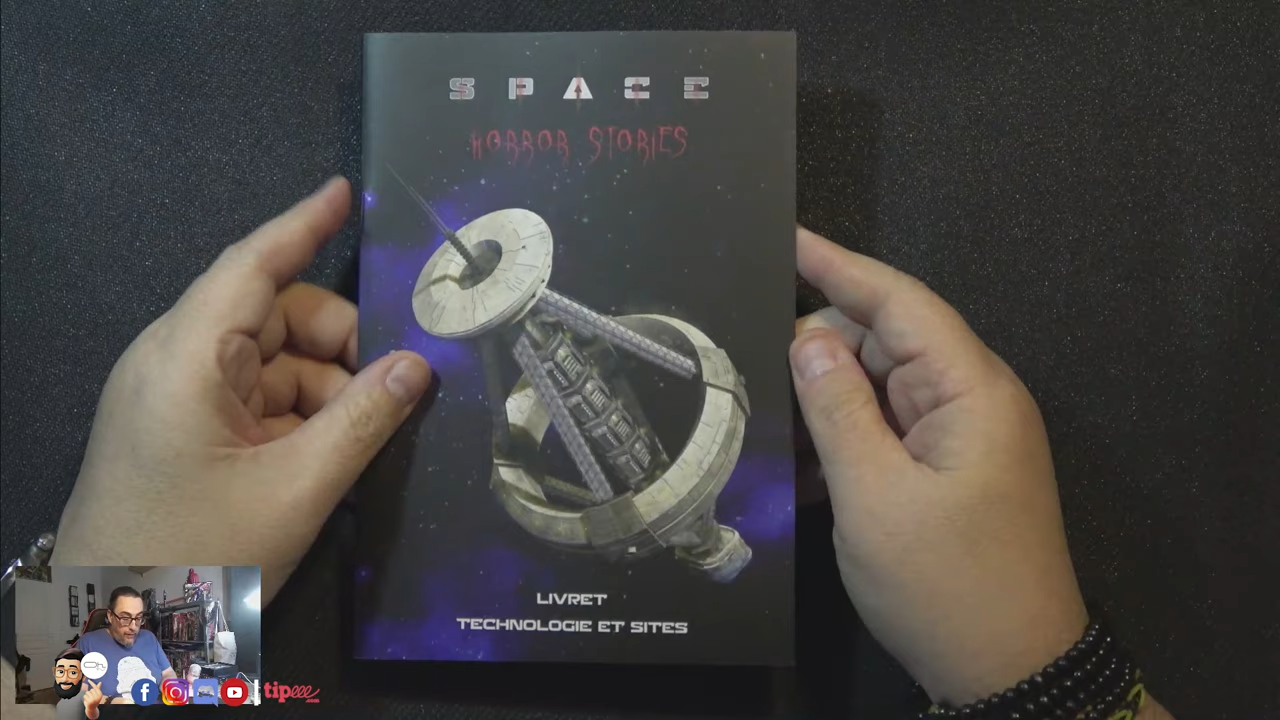 SPACE
HORROR STORIES
LIVRET
TECHNOLOGIE ET SITES
tipeee